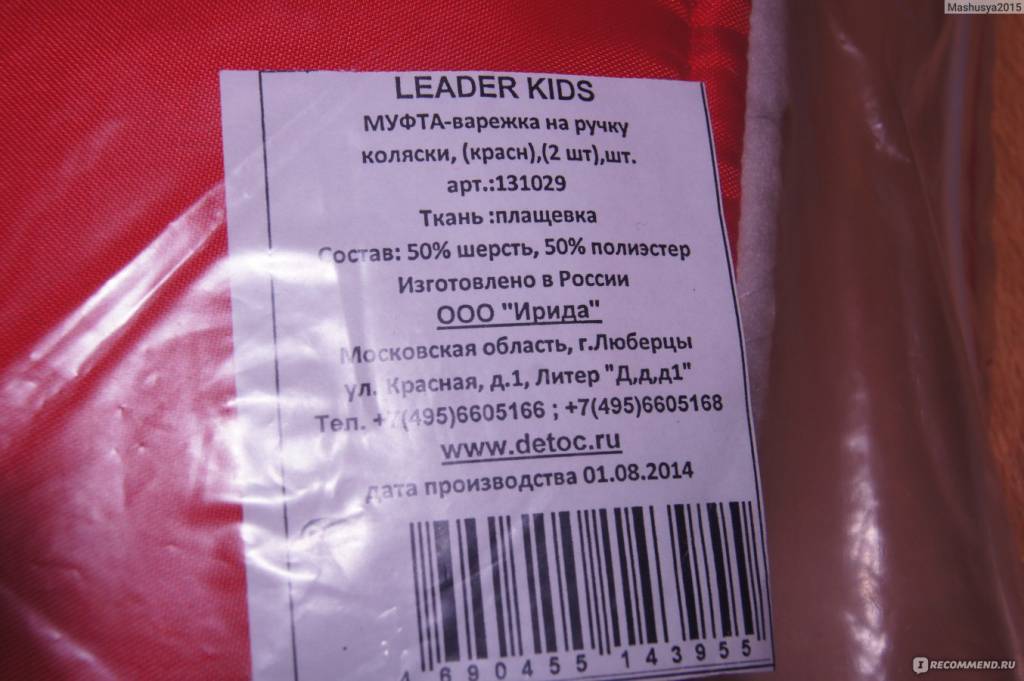 Mashusya2015
LEADER KIDS
МУФТА-варежка на ручку
коляски, (красн),(2 шт),шт.
арт.:131029
Ткань :плащевка
Состав: 50% шерсть, 50% полиэстер
Изготовлено в России
ООО "Ирида"
Московская область, г.Люберцы
ул. Красная, д.1, Литер "Д,д,д1"
Тел. +7(495)6605166 ; +7(495)6605168
www.detoc.ru
дата производства 01.08.2014
4 690455 143955
I RECOMMEND.RU